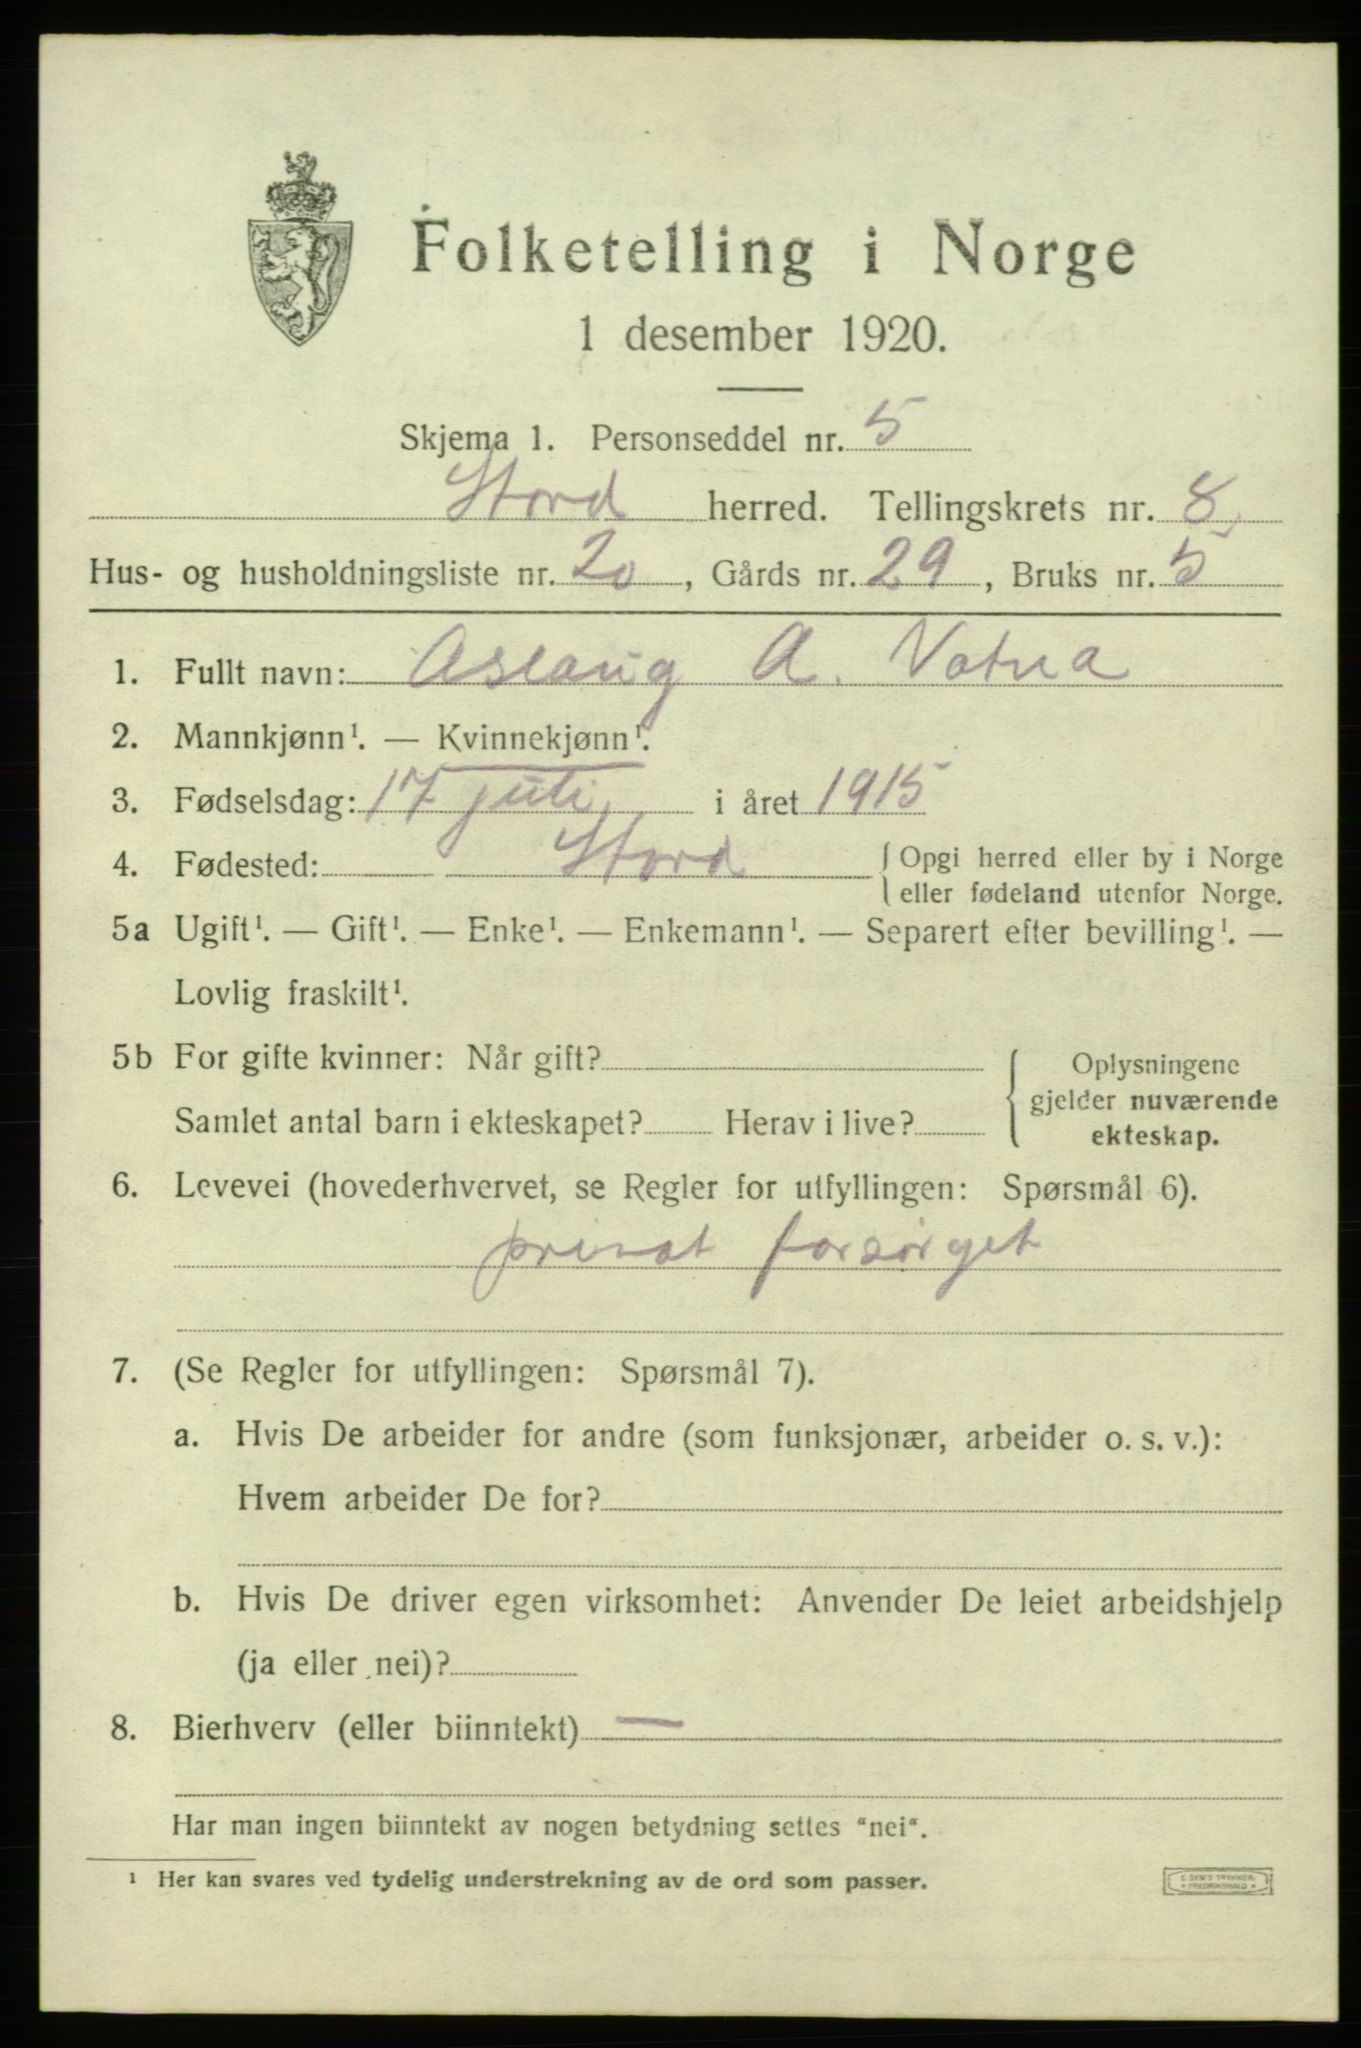 Folketelling i Norge
1 desember 1920.
Skjema 1. Personseddel nr. 5
Stord herred. Tellingskrets nr. 8
Hus- og husholdningsliste nr. 20, Gårds nr. 29, Bruks nr. 5
1. Fullt navn: Aslaug A. Vatna
2. Mannkjønn¹. — Kvinnekjønn¹.
3. Fødselsdag: 17 juli i året 1915
4. Fødested: Stord { Opgi herred eller by i Norge
eller fødeland utenfor Norge.
5a Ugift¹. — Gift¹. — Enke¹. — Enkemann¹. — Separert efter bevilling¹. —
Lovlig fraskilt¹.
5b For gifte kvinner: Når gift?
Samlet antal barn i ekteskapet? Herav i live?
{ Oplysningene
gjelder nuværende
ekteskap.
6. Levevei (hovederhvervet, se Regler for utfyllingen: Spørsmål 6).
privat forsørget
7. (Se Regler for utfyllingen: Spørsmål 7).
a. Hvis De arbeider for andre (som funksjonær, arbeider o. s. v.):
Hvem arbeider De for?
b. Hvis De driver egen virksomhet: Anvender De leiet arbeidshjelp
(ja eller nei)?
8. Bierhverv (eller biinntekt) —
Har man ingen biinntekt av nogen betydning settes "nei".
¹ Her kan svares ved tydelig understrekning av de ord som passer.
E. SEM'S TRYKKERI
* FREDRIKSHALD *